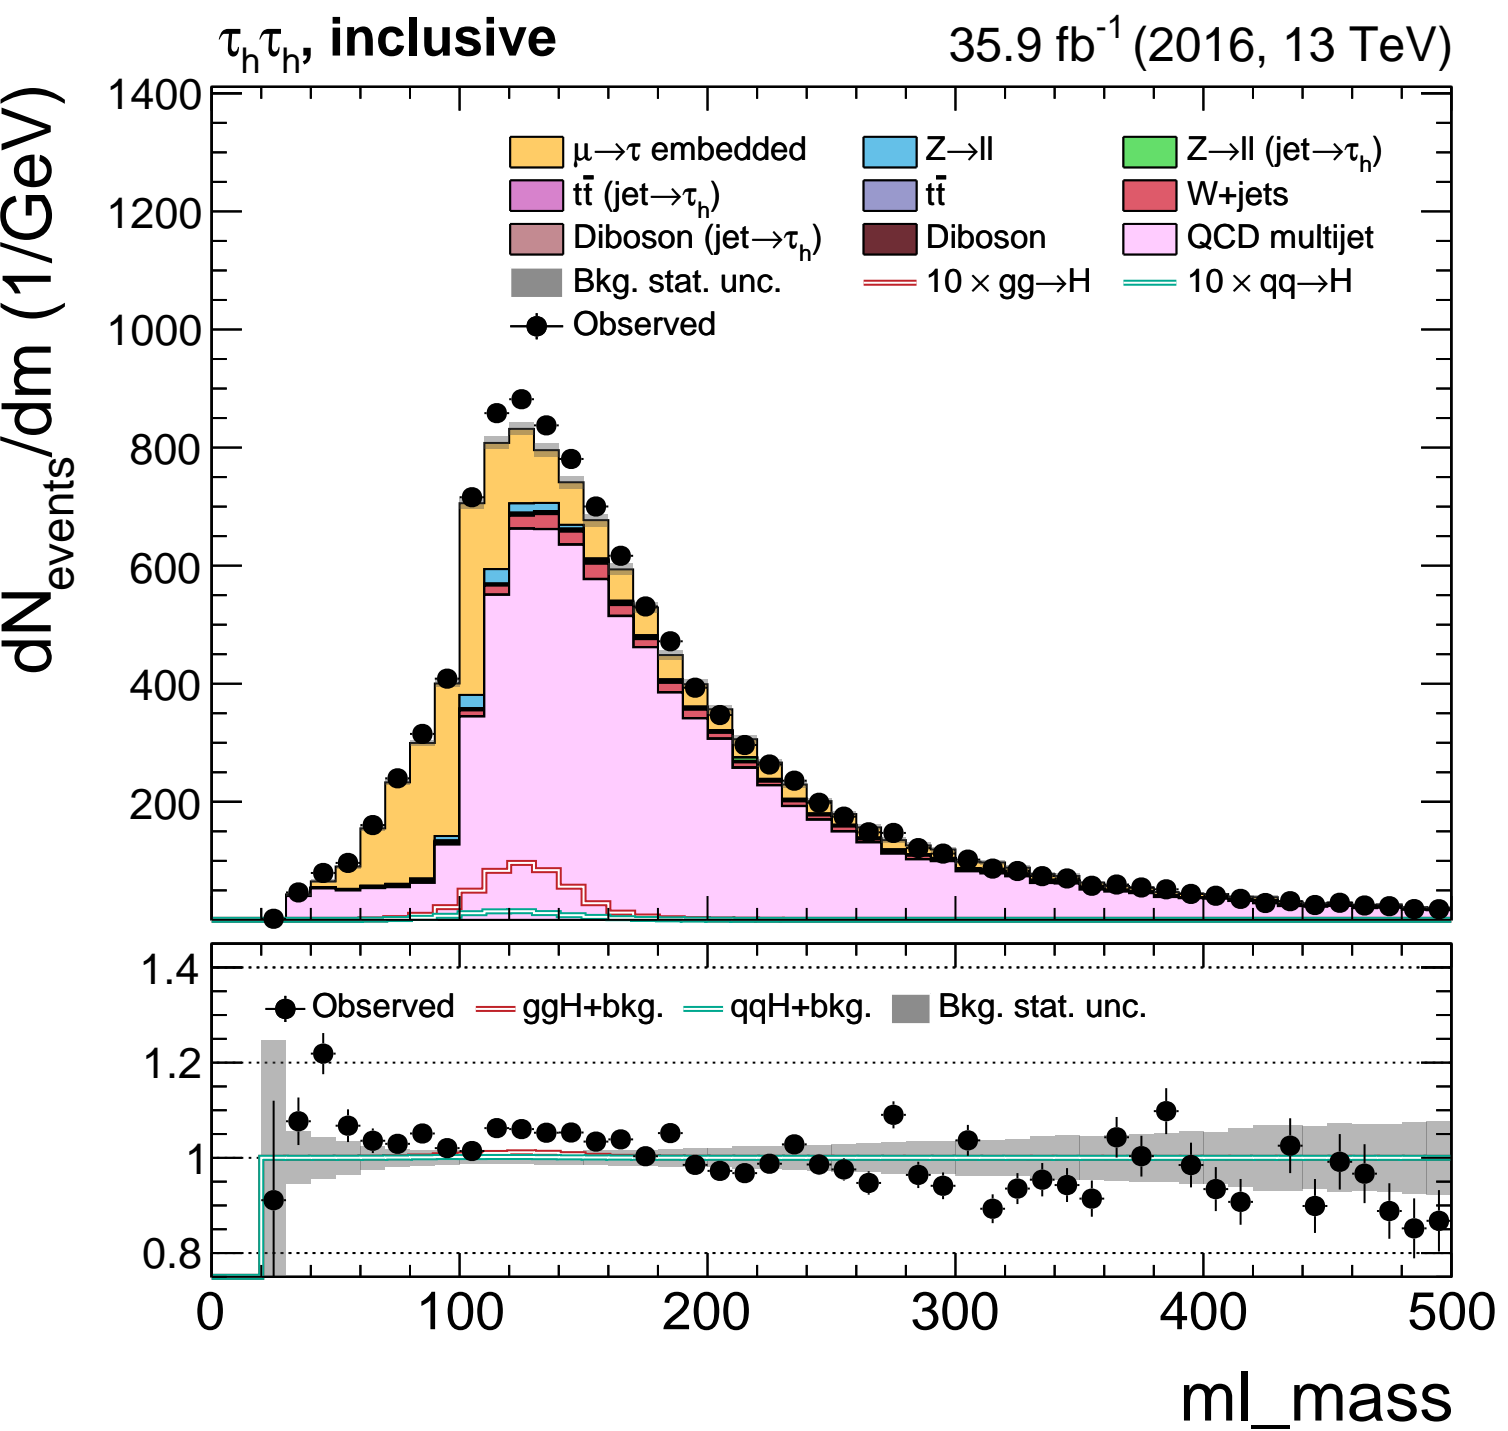 τhτh, inclusive 35.9 fb-1 (2016, 13 TeV)
dNevents/dm (1/GeV)
1400
1200
1000
800
600
400
200
μ→τ embedded Z→ll Z→ll (jet→τh)
tt̄ (jet→τh) tt̄ W+jets
Diboson (jet→τh) Diboson QCD multijet
Bkg. stat. unc. 10 × gg→H 10 × qq→H
Observed
1.4
1.2
1
0.8
Observed ggH+bkg. qqH+bkg. Bkg. stat. unc.
0 100 200 300 400 500
ml_mass